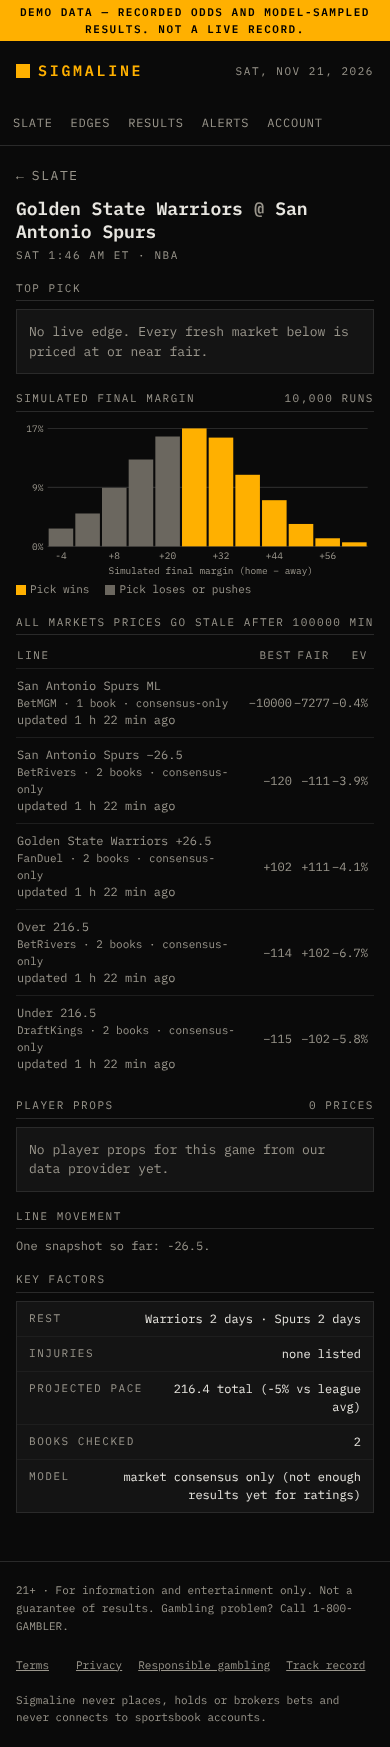 DEMO DATA — RECORDED ODDS AND MODEL-SAMPLED
RESULTS. NOT A LIVE RECORD.
SIGMALINE
SAT, NOV 21, 2026
SLATE EDGES RESULTS ALERTS ACCOUNT
← SLATE
Golden State Warriors @ San
Antonio Spurs
SAT 1:46 AM ET · NBA
TOP PICK
No live edge. Every fresh market below is
priced at or near fair.
SIMULATED FINAL MARGIN 10,000 RUNS
17%
9%
0%
-4 +8 +20 +32 +44 +56
Simulated final margin (home − away)
Pick wins Pick loses or pushes
ALL MARKETS PRICES GO STALE AFTER 100000 MIN
LINE BEST FAIR EV
San Antonio Spurs ML
BetMGM · 1 book · consensus-only −10000 −7277 −0.4%
updated 1 h 22 min ago
San Antonio Spurs −26.5
BetRivers · 2 books · consensus-
only
−120 −111 −3.9%
updated 1 h 22 min ago
Golden State Warriors +26.5
FanDuel · 2 books · consensus-
only
+102 +111 −4.1%
updated 1 h 22 min ago
Over 216.5
BetRivers · 2 books · consensus-
only
−114 +102 −6.7%
updated 1 h 22 min ago
Under 216.5
DraftKings · 2 books · consensus-
only
−115 −102 −5.8%
updated 1 h 22 min ago
PLAYER PROPS 0 PRICES
No player props for this game from our
data provider yet.
LINE MOVEMENT
One snapshot so far: -26.5.
KEY FACTORS
REST Warriors 2 days · Spurs 2 days
INJURIES none listed
PROJECTED PACE 216.4 total (-5% vs league
avg)
BOOKS CHECKED 2
MODEL market consensus only (not enough
results yet for ratings)
21+ · For information and entertainment only. Not a
guarantee of results. Gambling problem? Call 1-800-
GAMBLER.
Terms Privacy Responsible gambling Track record
Sigmaline never places, holds or brokers bets and
never connects to sportsbook accounts.